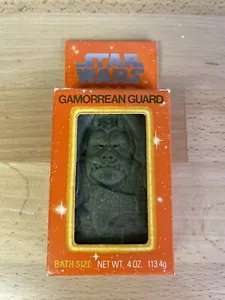 STAR
WARS
GAMORREAN GUARD
BATH SIZE NET WT. 4 OZ. 113.4g